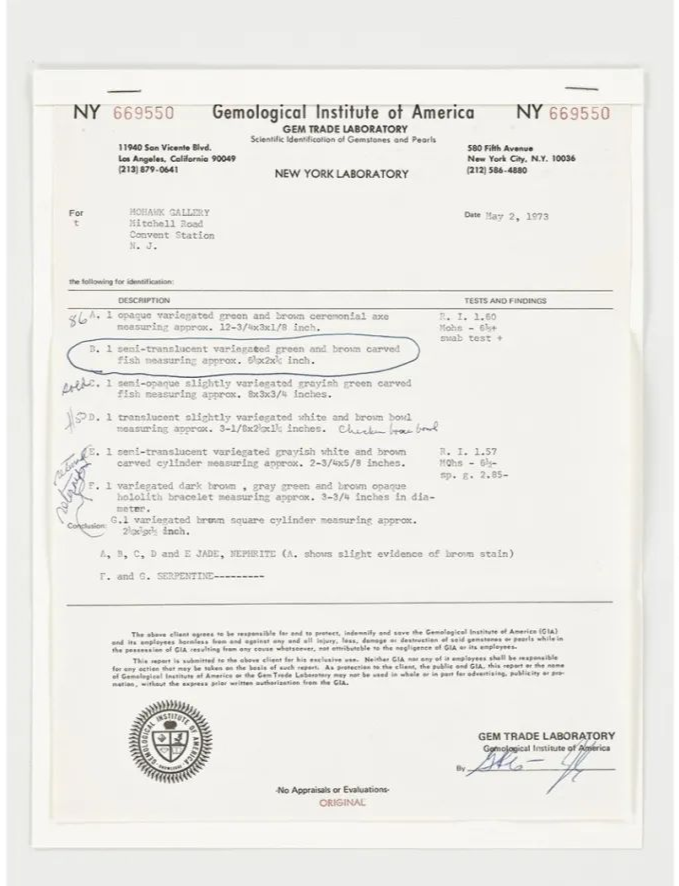 NY 669550 Gemological Institute of America NY 669550
GEM TRADE LABORATORY
Scientific Identification of Gemstones and Pearls
11940 San Vicente Blvd.
Los Angeles, California 90049
(213) 879-0641
NEW YORK LABORATORY
580 Fifth Avenue
New York City, N.Y. 10036
(212) 586-4880
For MOHAWK GALLERY
t Mitchell Road
Convent Station
N. J.
Date May 2, 1973
the following for identification:
DESCRIPTION TESTS AND FINDINGS
86 A. 1 opaque variegated green and brown ceremonial axe R. I. 1.60
measuring approx. 12-3/4x3x1/8 inch. Mohs - 6½+
swab test +
B. 1 semi-translucent variegated green and brown carved
fish measuring approx. inch.
sold C. 1 semi-opaque slightly variegated grayish green carved
fish measuring approx. 8x3x3/4 inches.
D. 1 translucent slightly variegated white and brown bowl
measuring approx. inches. Chicken bone bowl
E. 1 semi-translucent variegated grayish white and brown R. I. 1.57
carved cylinder measuring approx. 2-3/4x5/8 inches. MOhs - 6½-
sp. g. 2.85-
F. 1 variegated dark brown , gray green and brown opaque
hololith bracelet measuring approx. 3-3/4 inches in dia-
meter.
Conclusion: G.1 variegated brown square cylinder measuring approx.
inch.
A, B, C, D and E JADE, NEPHRITE (A. shows slight evidence of brown stain)
F. and G. SERPENTINE---------
The above client agrees to be responsible for and to protect, indemnify and save the Gemological Institute of America (GIA)
and its employees harmless from and against any and all injury, loss, damage or destruction of said gemstones or pearls while in
the possession of GIA resulting from any cause whatsoever, not attributable to the negligence of GIA or its employees.
This report is submitted to the above client for his exclusive use. Neither GIA nor any of it employees shall be responsible
for any action that may be taken on the basis of such report. As protection to the client, the public and GIA, this report or the name
of Gemological Institute of America or the Gem Trade Laboratory may not be used in whole or in part for advertising, publicity or pro-
motion, without the express prior written authorization from the GIA.
GEMOLOGICAL INSTITUTE OF AMERICA
GEM TRADE LABORATORY
Gemological Institute of America
By
-No Appraisals or Evaluations-
ORIGINAL